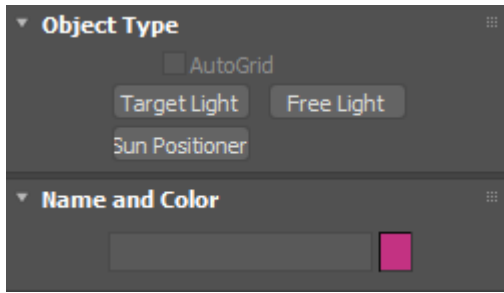 Object Type
AutoGrid
Target Light Free Light
Sun Positioner
Name and Color